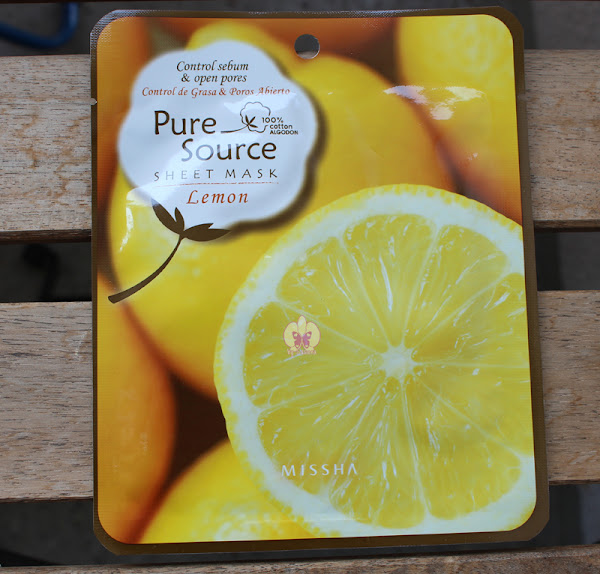 Control sebum
& open pores
Control de Grasa & Poros Abierto
Pure
100%
cotton
ALGODON
Source
SHEET MASK
Lemon
MISSHA